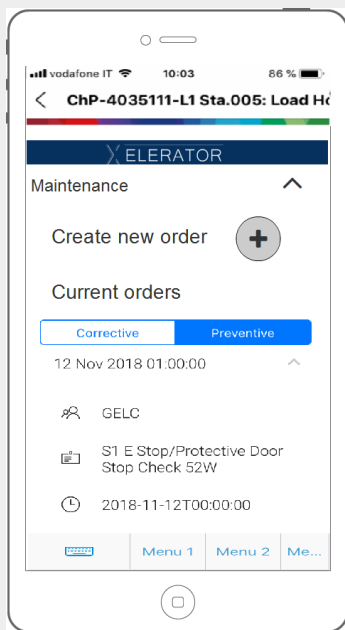 vodafone IT 10:03 86 %
ChP-4035111-L1 Sta.005: Load Ho
XELERATOR
Maintenance
Create new order
Current orders
Corrective Preventive
12 Nov 2018 01:00:00
GELC
S1 E Stop/Protective Door
Stop Check 52W
2018-11-12T00:00:00
Menu 1 Menu 2 Me...